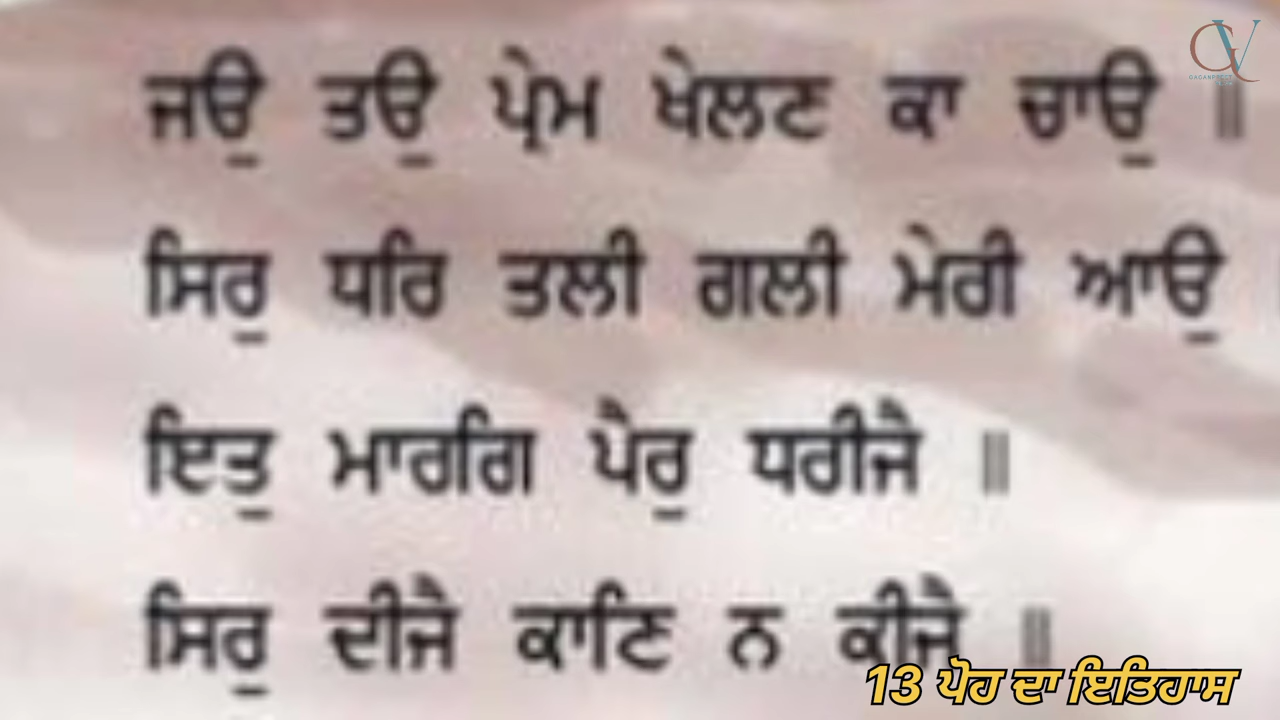 ਜਉ ਤਉ ਪ੍ਰੇਮ ਖੇਲਣ ਕਾ ਚਾਉ ॥
ਸਿਰੁ ਧਰਿ ਤਲੀ ਗਲੀ ਮੇਰੀ ਆਉ
ਇਤੁ ਮਾਰਗਿ ਪੈਰੁ ਧਰੀਜੈ ॥
ਸਿਰੁ ਦੀਜੈ ਕਾਣਿ ਨ ਕੀਜੈ ॥
13 ਪੋਹ ਦਾ ਇਤਿਹਾਸ